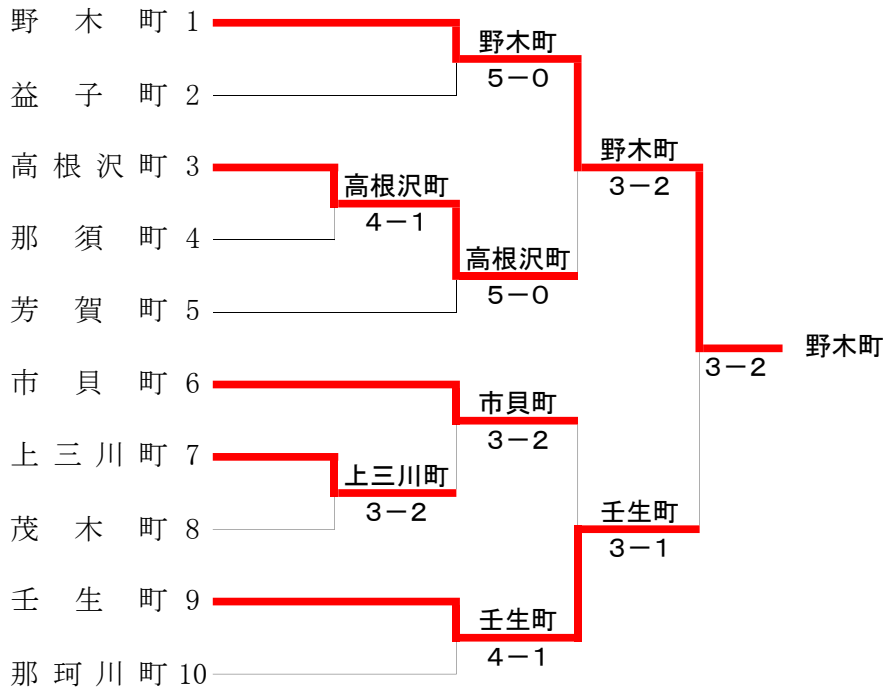 野木町 1
野木町
5－0
益子町 2
高根沢町 3
野木町
3－2
高根沢町
4－1
那須町 4
高根沢町
5－0
芳賀町 5
野木町
3－2
市貝町 6
市貝町
3－2
上三川町 7
上三川町
3－2
茂木町 8
壬生町
3－1
壬生町 9
壬生町
4－1
那珂川町 10